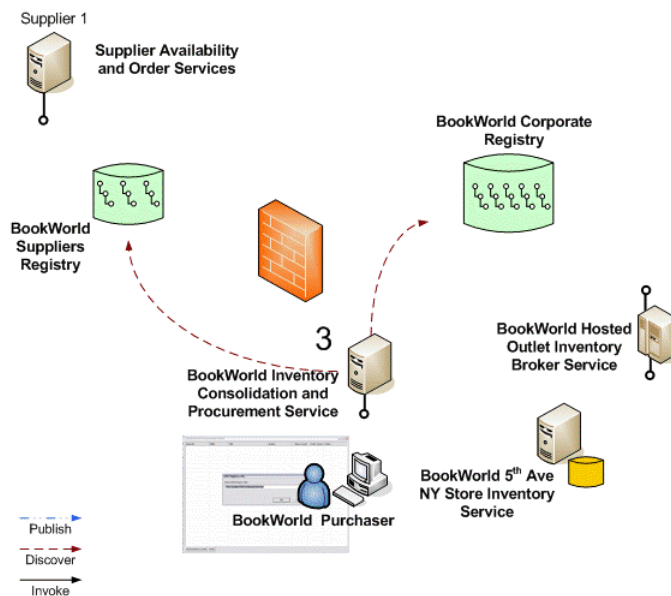 Supplier 1
Supplier Availability
and Order Services
BookWorld Corporate
Registry
BookWorld
Suppliers
Registry
3
BookWorld Inventory
Consolidation and
Procurement Service
BookWorld Hosted
Outlet Inventory
Broker Service
BookWorld 5th Ave
NY Store Inventory
Service
BookWorld Purchaser
Publish
Discover
Invoke